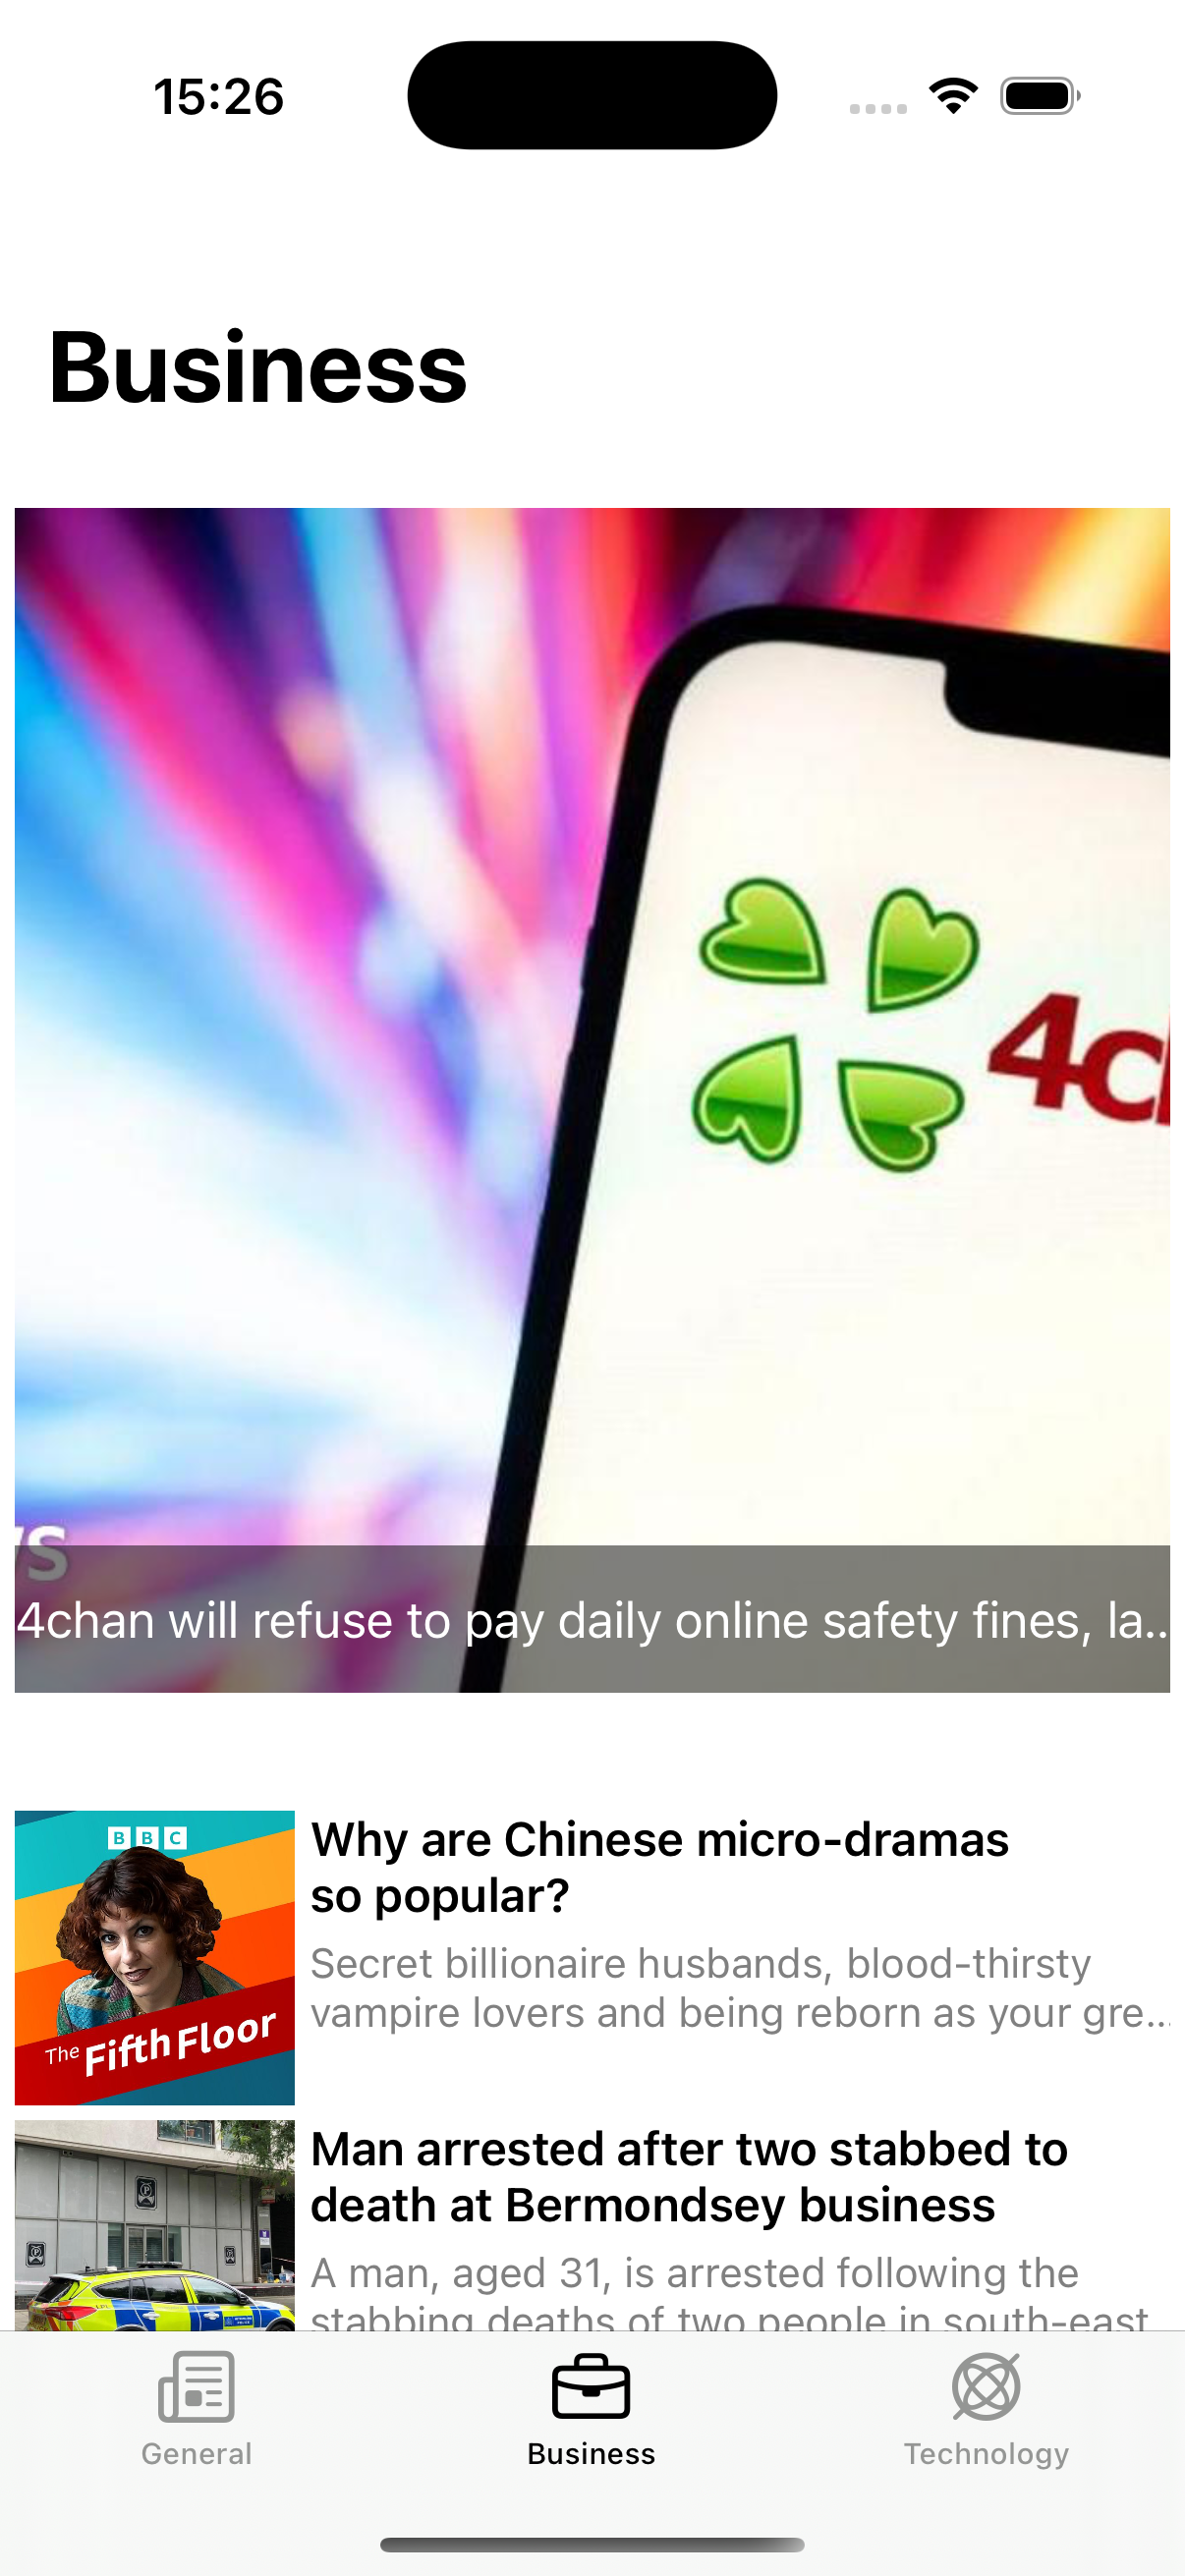 15:26
Business
4c
s
4chan will refuse to pay daily online safety fines, la...
BBC
Why are Chinese micro-dramas
so popular?
Secret billionaire husbands, blood-thirsty
vampire lovers and being reborn as your gre...
The Fifth Floor
Man arrested after two stabbed to
death at Bermondsey business
A man, aged 31, is arrested following the
stabbing deaths of two people in south-east
General
Business
Technology